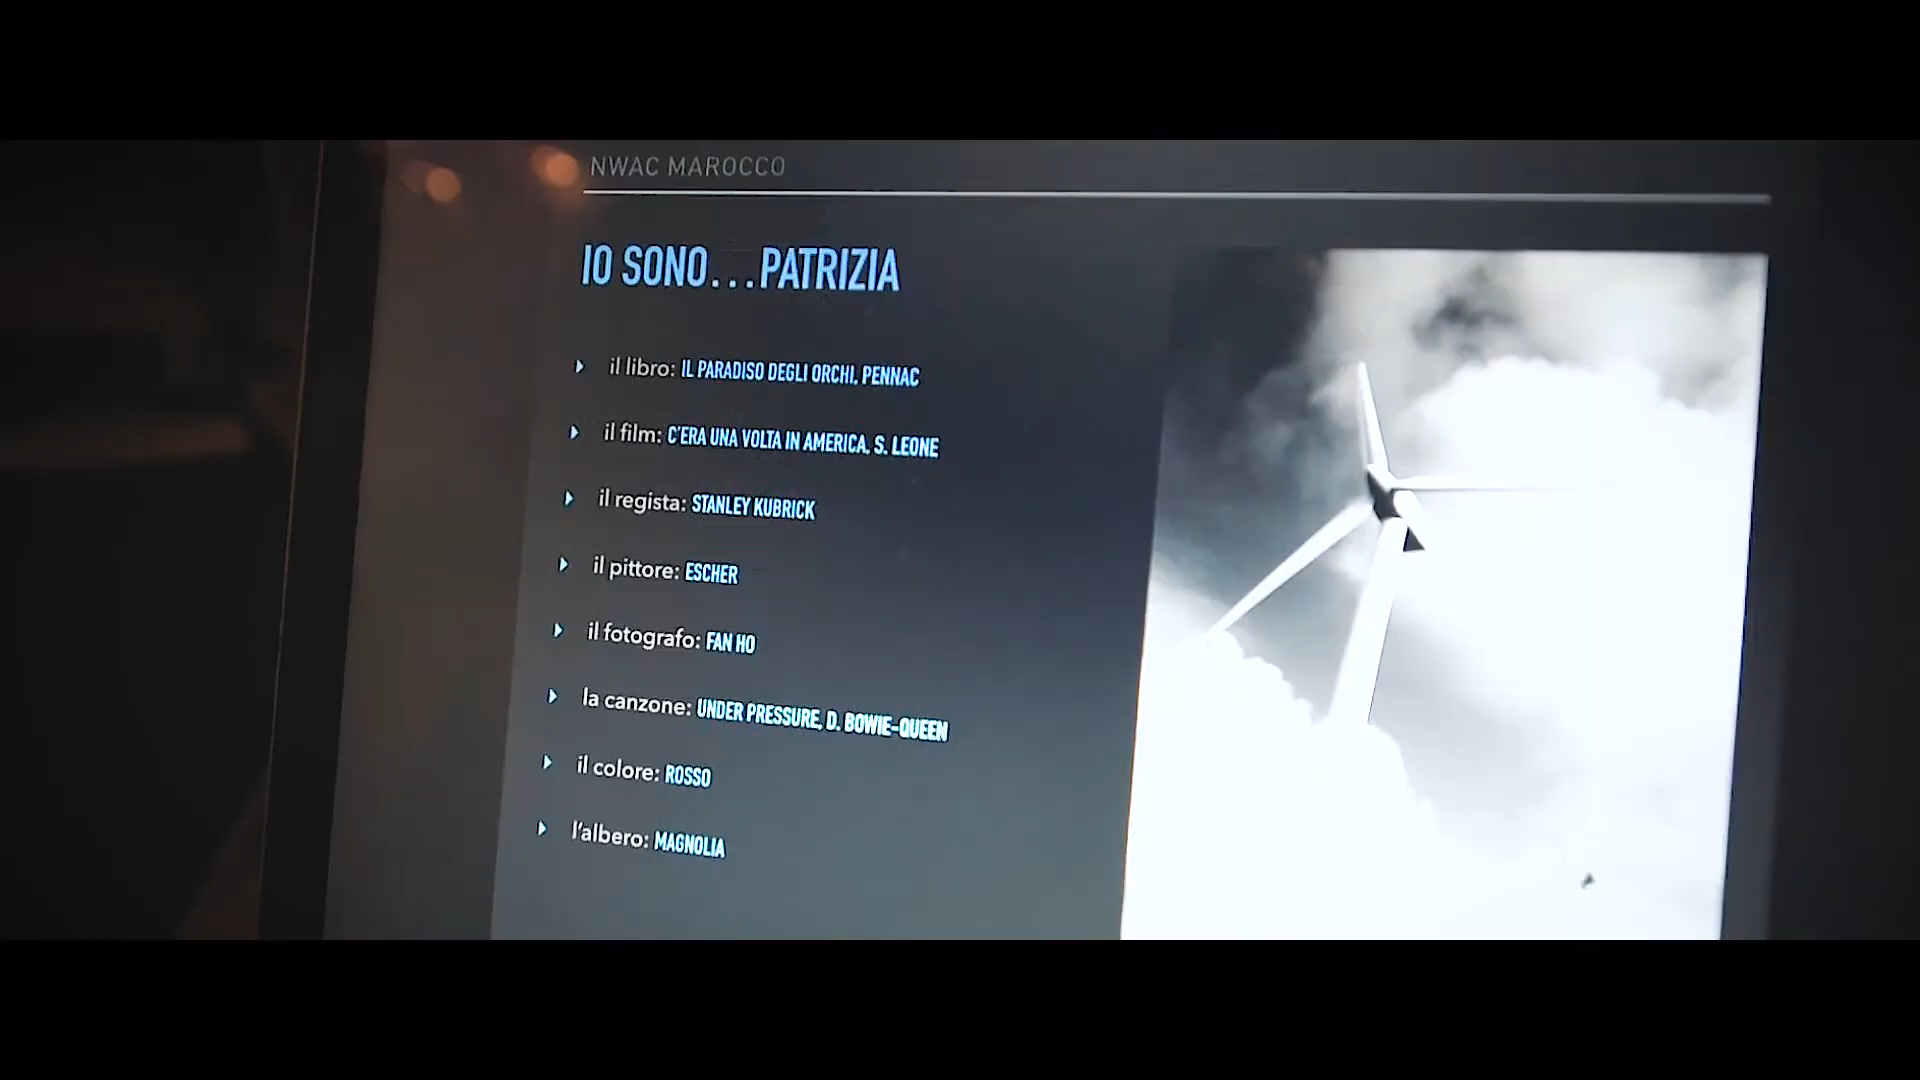 NWAC MAROCCO
IO SONO...PATRIZIA
il libro: IL PARADISO DEGLI ORCHI, PENNAC
il film: C'ERA UNA VOLTA IN AMERICA, S. LEONE
il regista: STANLEY KUBRICK
il pittore: ESCHER
il fotografo: FAN HO
la canzone: UNDER PRESSURE, D. BOWIE-QUEEN
il colore: ROSSO
l'albero: MAGNOLIA